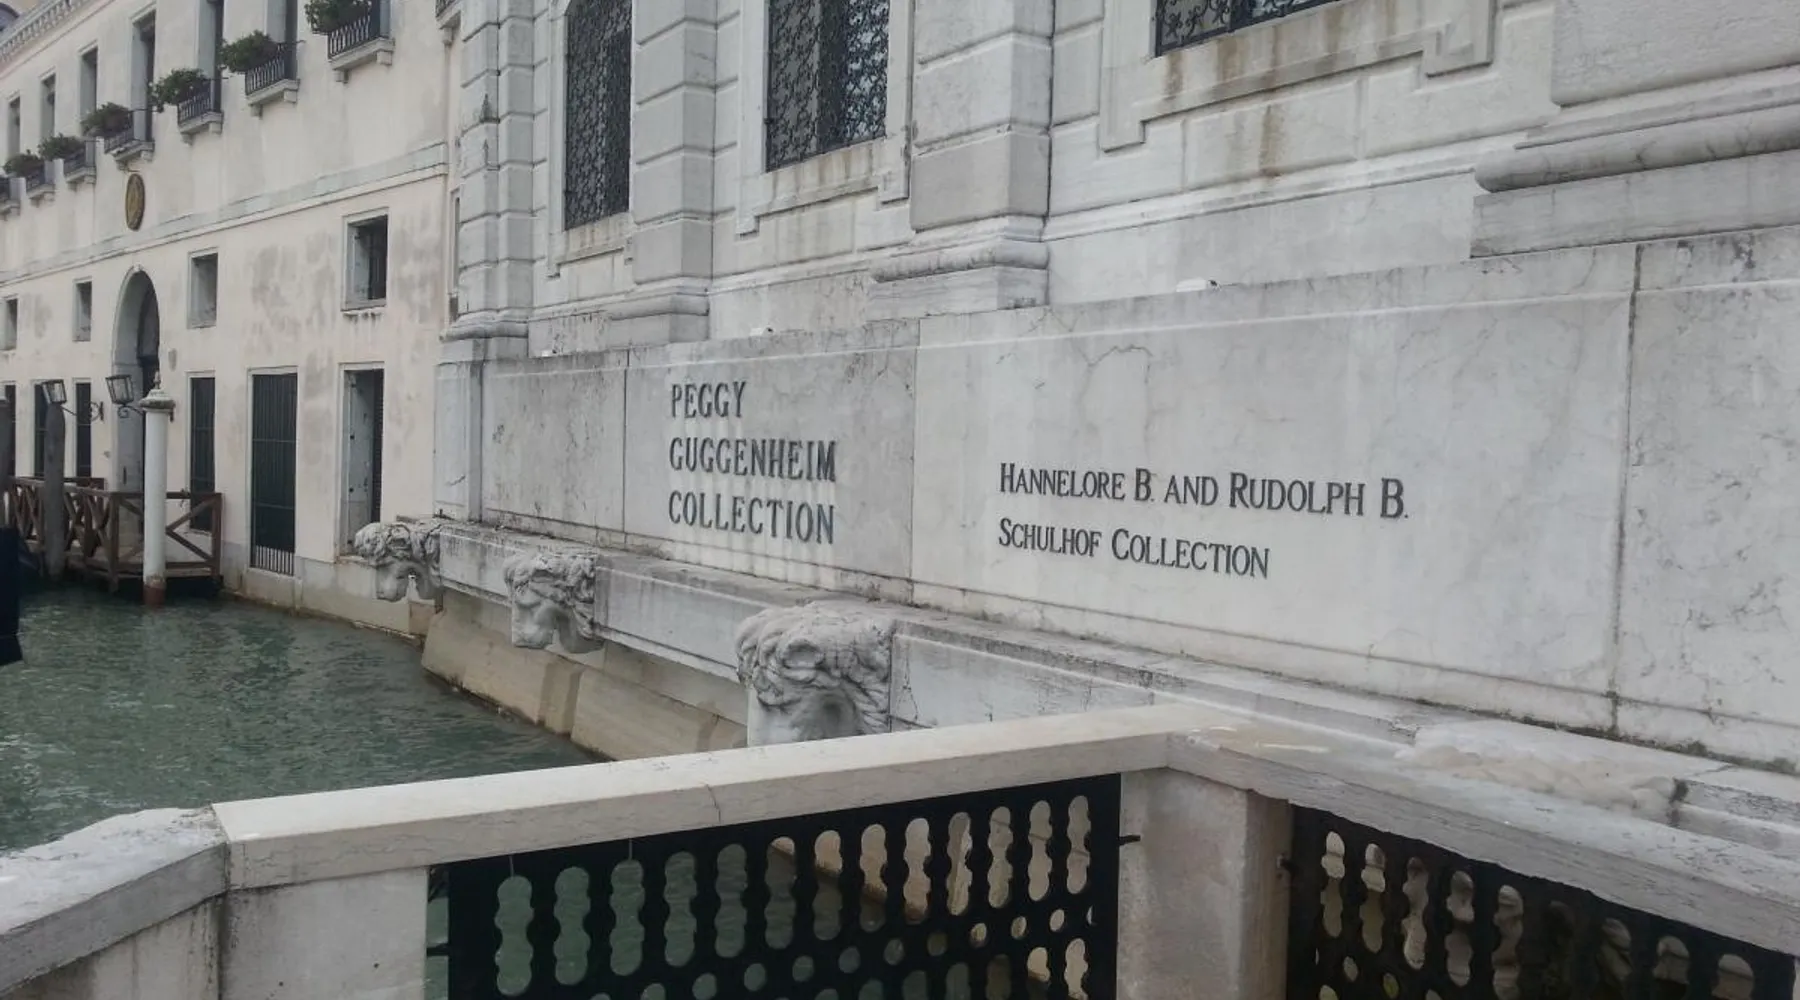 PEGGY
GUGGENHEIM
COLLECTION
HANNELORE B. AND RUDOLPH B.
SCHULHOF COLLECTION